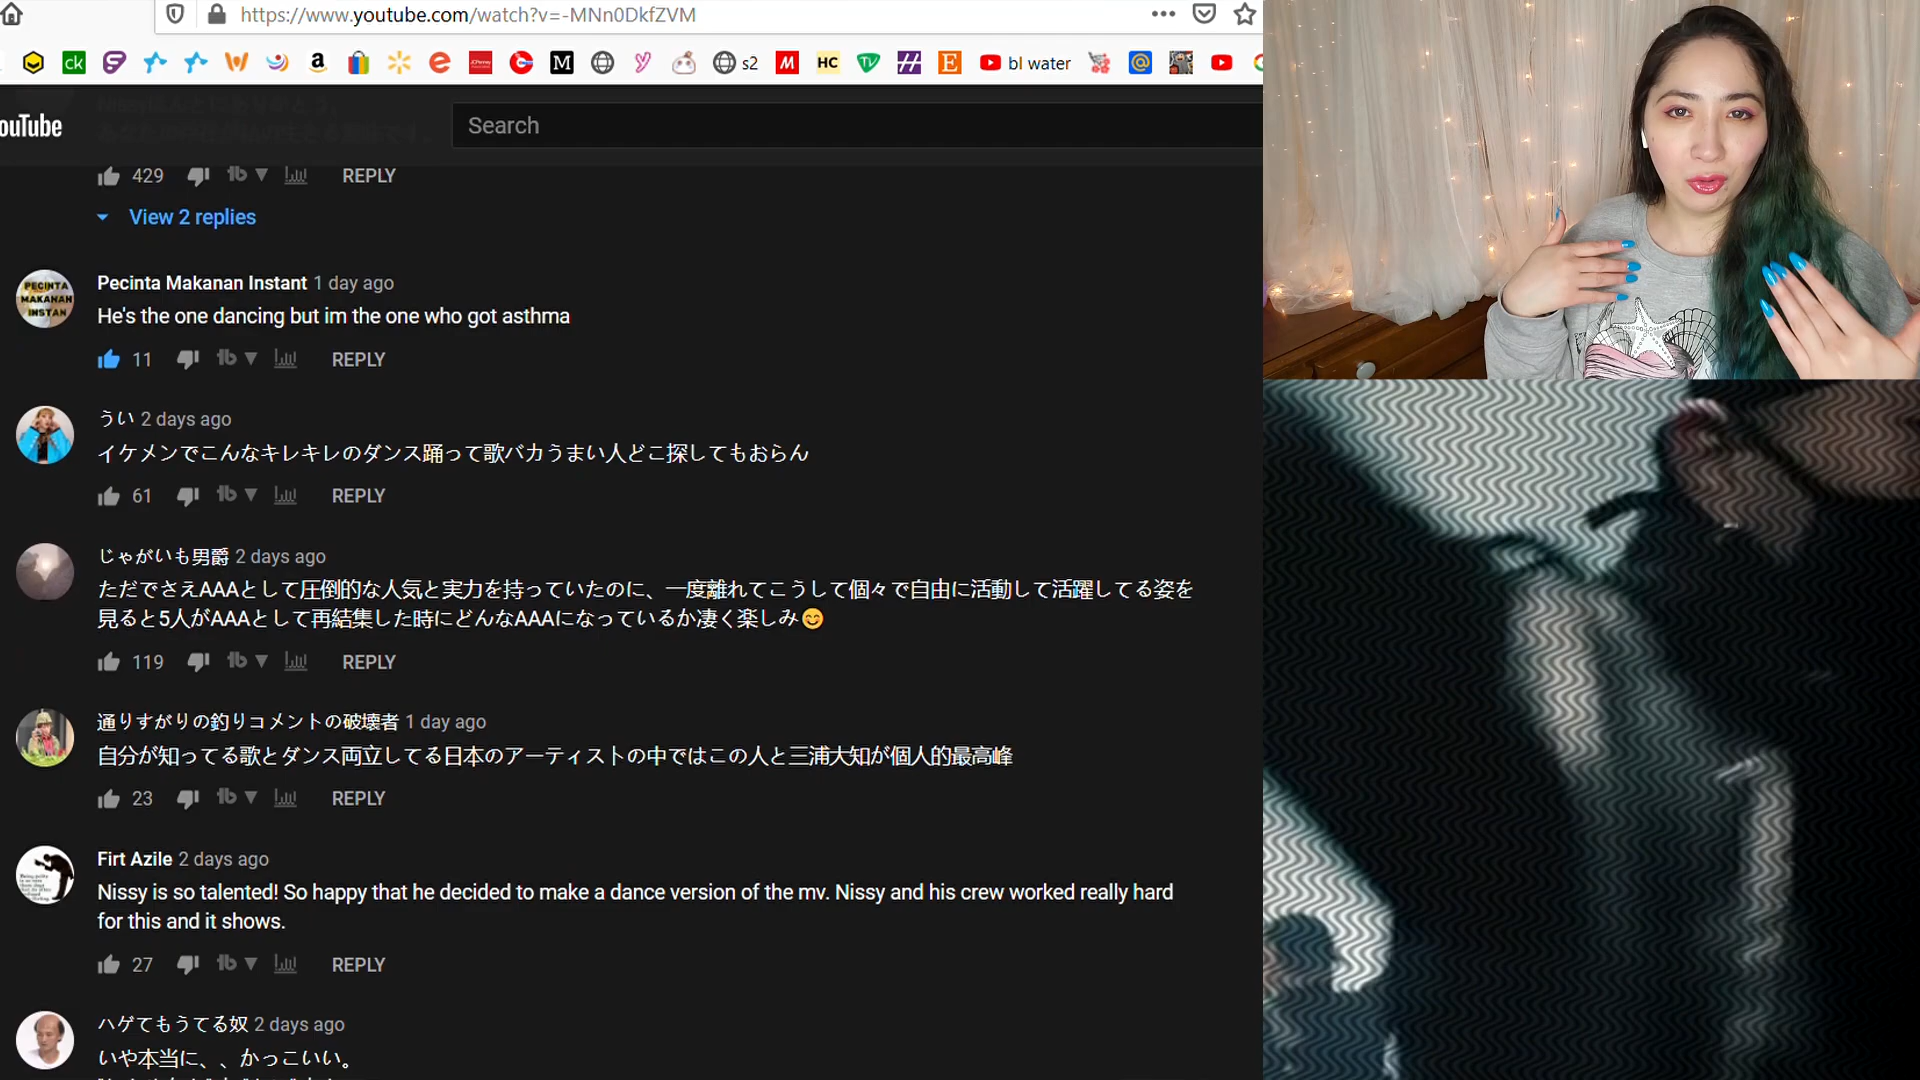 https://www.youtube.com/watch?v=-MNn0DkfZVM
ck
M
s2
HC
TV
E
bl water
ouTube
Search
429
REPLY
View 2 replies
PECINTA
MAKANAN
INSTAN
Pecinta Makanan Instant 1 day ago
He's the one dancing but im the one who got asthma
11
REPLY
うい 2 days ago
イケメンでこんなキレキレのダンス踊って歌バカうまい人どこ探してもおらん
61
REPLY
じゃがいも男爵 2 days ago
ただでさえAAAとして圧倒的な人気と実力を持っていたのに、一度離れてこうして個々で自由に活動して活躍してる姿を
見ると5人がAAAとして再結集した時にどんなAAAになっているか凄く楽しみ😊
119
REPLY
通りすがりの釣りコメントの破壊者 1 day ago
自分が知ってる歌とダンス両立してる日本のアーティストの中ではこの人と三浦大知が個人的最高峰
23
REPLY
Firt Azile 2 days ago
Nissy is so talented! So happy that he decided to make a dance version of the mv. Nissy and his crew worked really hard
for this and it shows.
27
REPLY
ハゲてもうてる奴 2 days ago
いや本当に、、かっこいい。